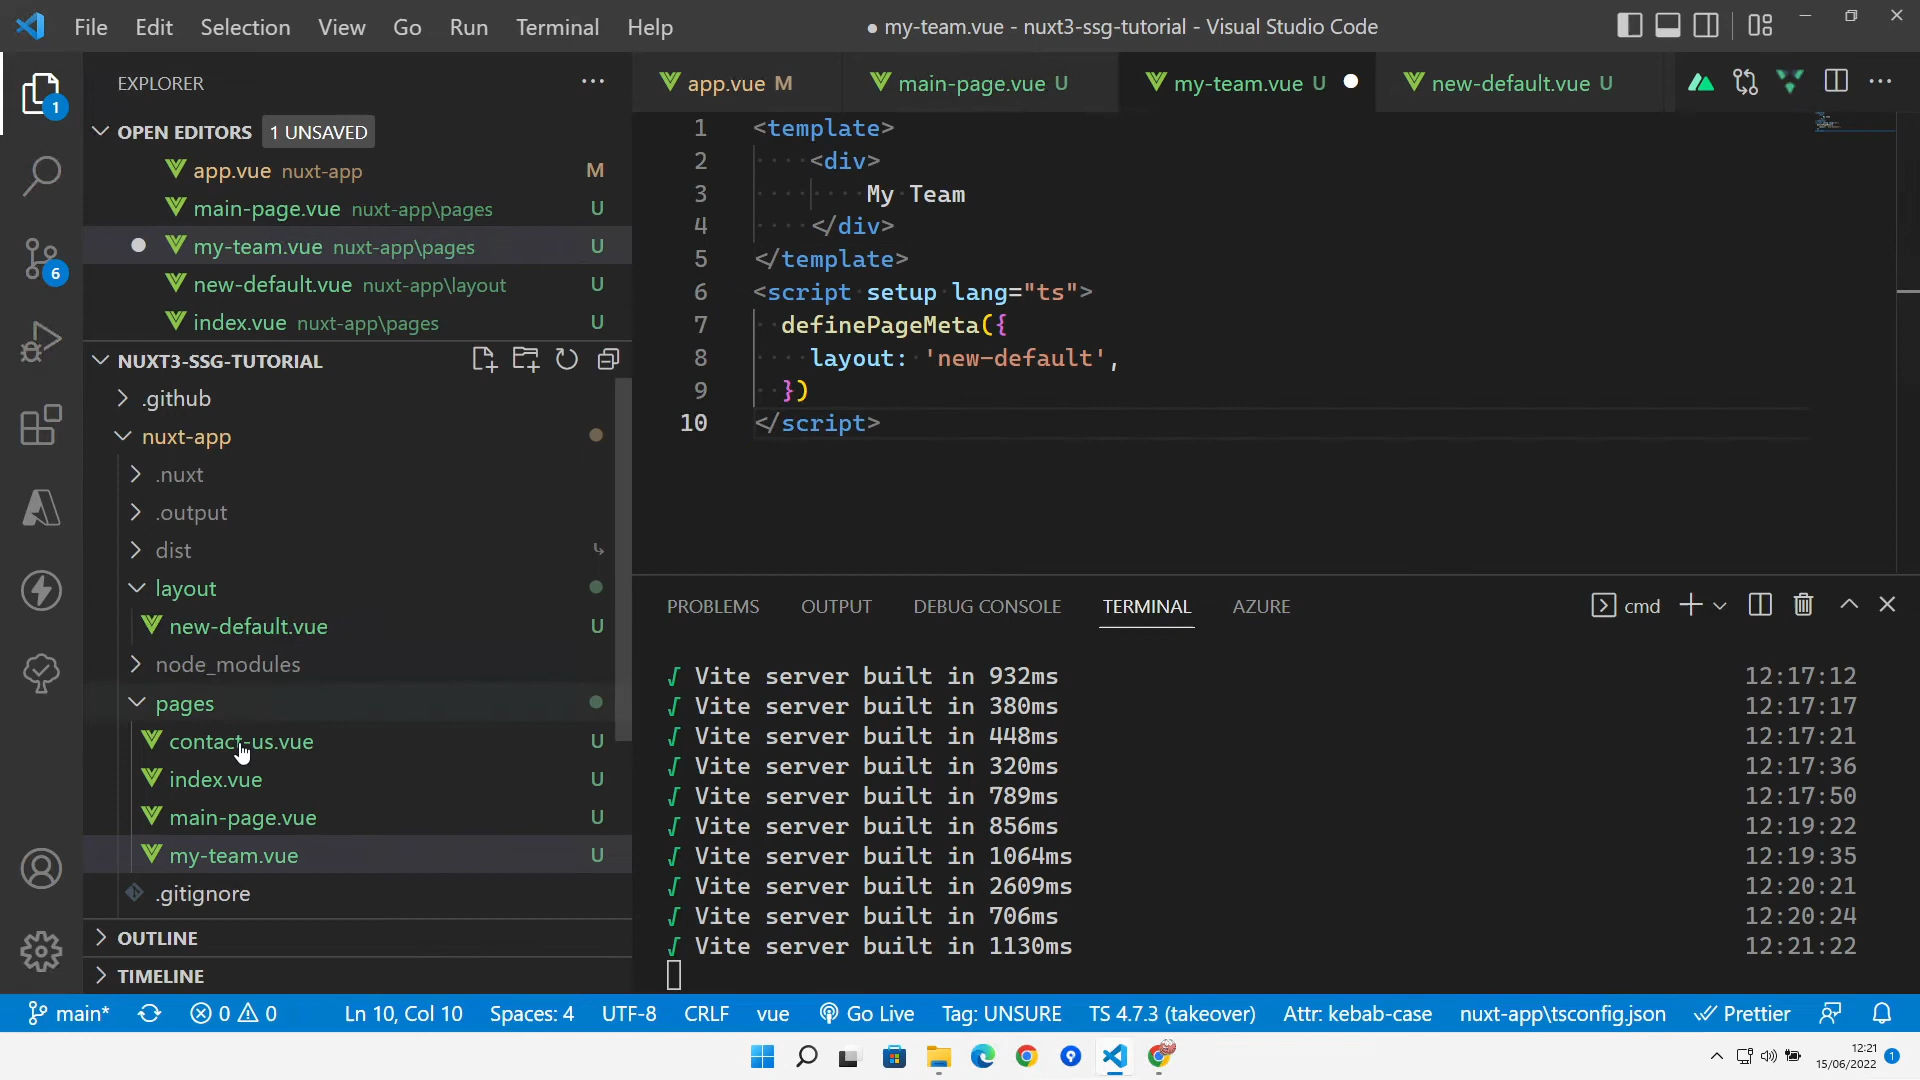 File Edit Selection View Go Run Terminal Help
● my-team.vue - nuxt3-ssg-tutorial - Visual Studio Code
EXPLORER
1
OPEN EDITORS 1 UNSAVED
app.vue nuxt-app M
main-page.vue nuxt-app\pages U
my-team.vue nuxt-app\pages U
new-default.vue nuxt-app\layout U
index.vue nuxt-app\pages U
6
NUXT3-SSG-TUTORIAL
.github
nuxt-app
.nuxt
.output
dist
layout
new-default.vue U
node_modules
pages
contact-us.vue U
index.vue U
main-page.vue U
my-team.vue U
.gitignore
OUTLINE
TIMELINE
app.vue M
main-page.vue U
my-team.vue U
new-default.vue U
1 <template>
2 <div>
3 My Team
4 </div>
5 </template>
6 <script setup lang="ts">
7 definePageMeta({
8 layout: 'new-default',
9 })
10 </script>
PROBLEMS OUTPUT DEBUG CONSOLE TERMINAL AZURE
cmd
√ Vite server built in 932ms 12:17:12
√ Vite server built in 380ms 12:17:17
√ Vite server built in 448ms 12:17:21
√ Vite server built in 320ms 12:17:36
√ Vite server built in 789ms 12:17:50
√ Vite server built in 856ms 12:19:22
√ Vite server built in 1064ms 12:19:35
√ Vite server built in 2609ms 12:20:21
√ Vite server built in 706ms 12:20:24
√ Vite server built in 1130ms 12:21:22
main* 0 0 Ln 10, Col 10 Spaces: 4 UTF-8 CRLF vue Go Live Tag: UNSURE TS 4.7.3 (takeover) Attr: kebab-case nuxt-app\tsconfig.json Prettier
12:21
15/06/2022
1